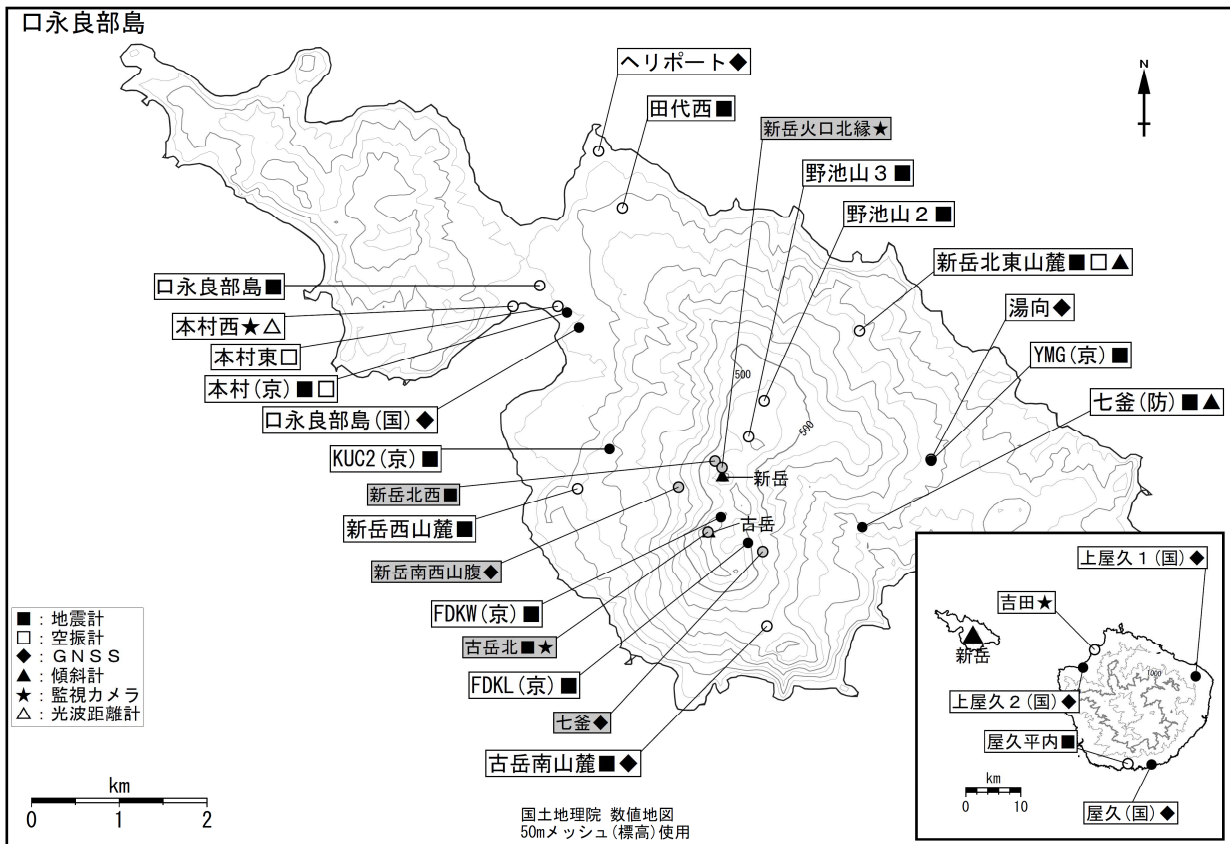 口永良部島
ヘリポート◆
田代西■
新岳火口北縁★
野池山3■
野池山2■
新岳北東山麓■□▲
湯向◆
YMG(京)■
七釜(防)■▲
口永良部島■
本村西★△
本村東□
本村(京)■□
口永良部島(国)◆
KUC2(京)■
新岳北西■
新岳西山麓■
新岳南西山腹◆
FDKW(京)■
古岳北■★
FDKL(京)■
七釜◆
古岳南山麓■◆
N
500
500
新岳
古岳
■:地震計
□:空振計
◆:GNSS
▲:傾斜計
★:監視カメラ
△:光波距離計
km
0 1 2
国土地理院 数値地図
50mメッシュ(標高)使用
上屋久1(国)◆
吉田★
新岳
1000
上屋久2(国)◆
屋久平内■
km
0 10
屋久(国)◆